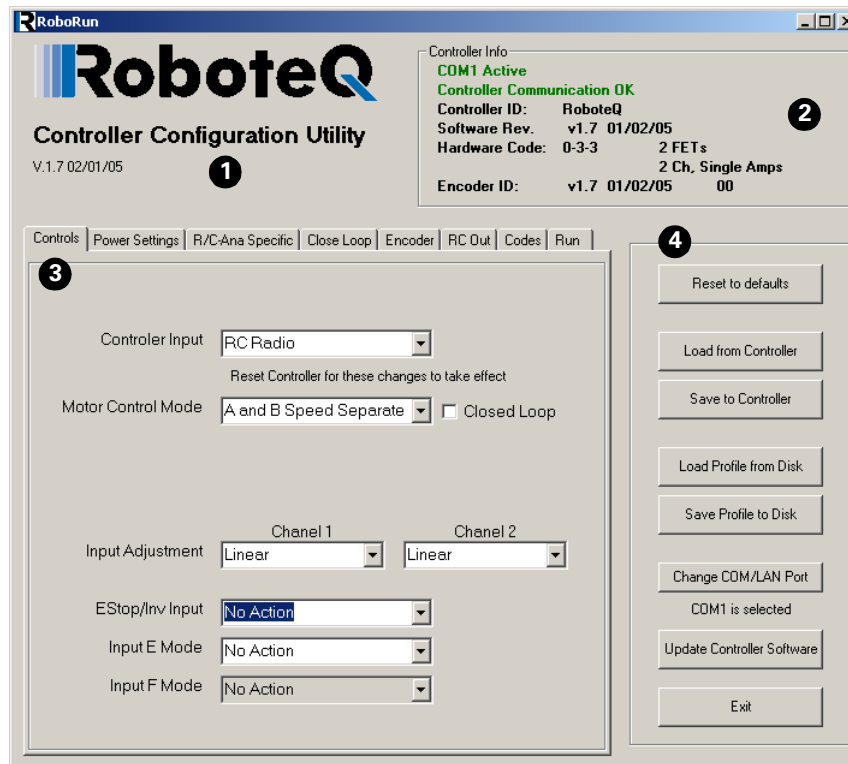 RoboRun
RoboteQ
Controller Configuration Utility
V.1.7 02/01/05
1
Controller Info
COM1 Active
Controller Communication OK
Controller ID: RoboteQ
Software Rev. v1.7 01/02/05
Hardware Code: 0-3-3 2 FETs
2 Ch, Single Amps
Encoder ID: v1.7 01/02/05 00
2
Controls Power Settings R/C-Ana Specific Close Loop Encoder RC Out Codes Run
3
Controler Input RC Radio
Reset Controller for these changes to take effect
Motor Control Mode A and B Speed Separate Closed Loop
Chanel 1 Chanel 2
Input Adjustment Linear Linear
EStop/Inv Input No Action
Input E Mode No Action
Input F Mode No Action
4
Reset to defaults
Load from Controller
Save to Controller
Load Profile from Disk
Save Profile to Disk
Change COM/LAN Port
COM1 is selected
Update Controller Software
Exit